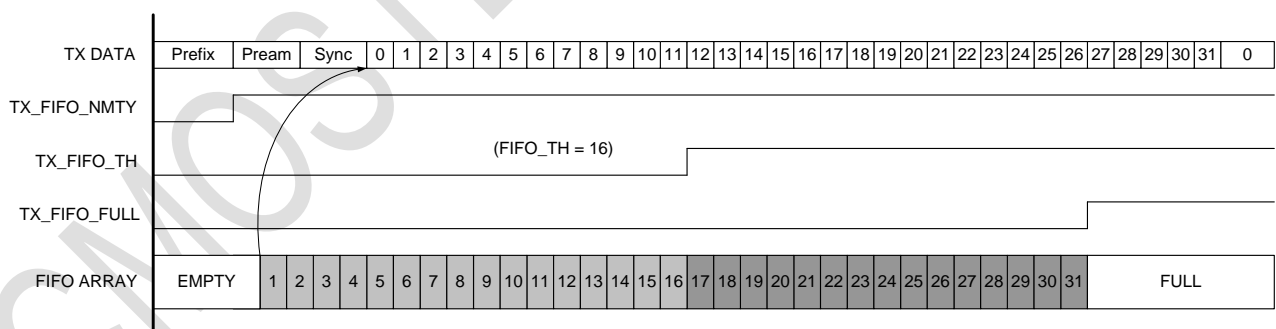 TX DATA Prefix Pream Sync 0 1 2 3 4 5 6 7 8 9 10 11 12 13 14 15 16 17 18 19 20 21 22 23 24 25 26 27 28 29 30 31 0
TX_FIFO_NMTY
TX_FIFO_TH (FIFO_TH = 16)
TX_FIFO_FULL
FIFO ARRAY EMPTY 1 2 3 4 5 6 7 8 9 10 11 12 13 14 15 16 17 18 19 20 21 22 23 24 25 26 27 28 29 30 31 FULL